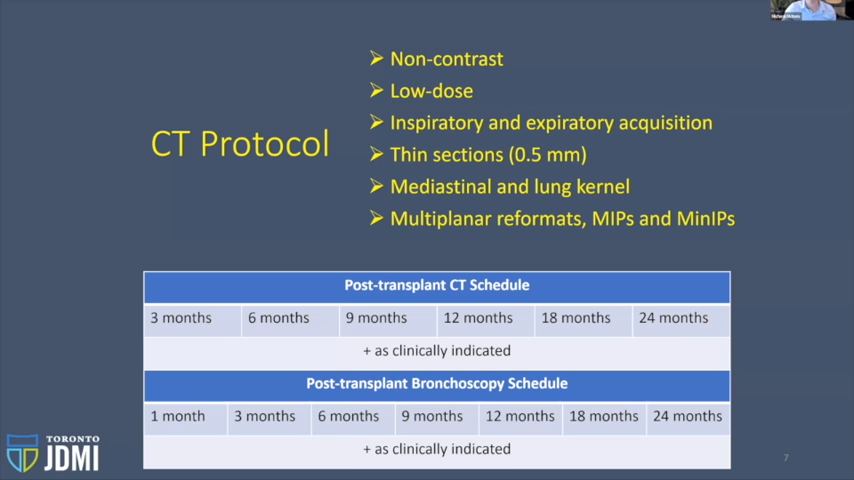 CT Protocol
Non-contrast
Low-dose
Inspiratory and expiratory acquisition
Thin sections (0.5 mm)
Mediastinal and lung kernel
Multiplanar reformats, MIPs and MinIPs
Post-transplant CT Schedule
3 months 6 months 9 months 12 months 18 months 24 months
+ as clinically indicated
Post-transplant Bronchoscopy Schedule
1 month 3 months 6 months 9 months 12 months 18 months 24 months
+ as clinically indicated
TORONTO
JDMI
7